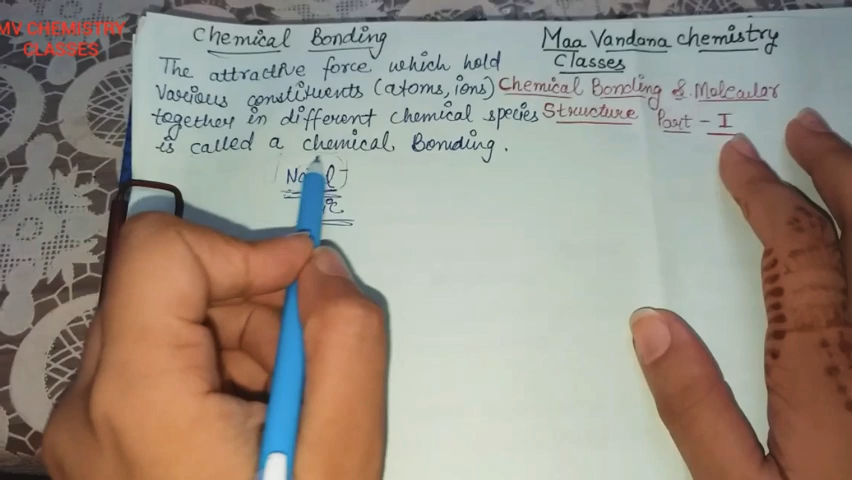 MV CHEMISTRY
CLASSES
Chemical Bonding
The attractive force which hold
various constituents (atoms, ions)
together in different chemical species
is called a chemical Bonding.
Maa Vandana chemistry
Classes
Chemical Bonding & Molecular
Structure Part - I